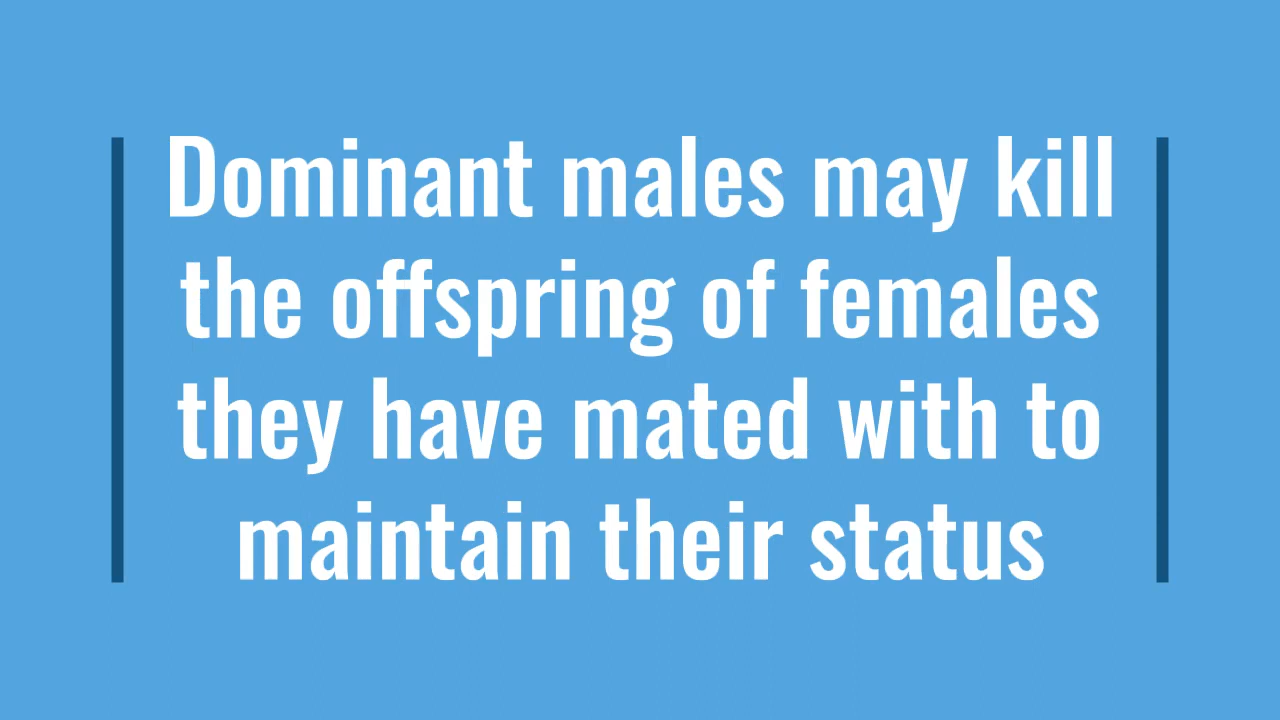 Dominant males may kill
the offspring of females
they have mated with to
maintain their status